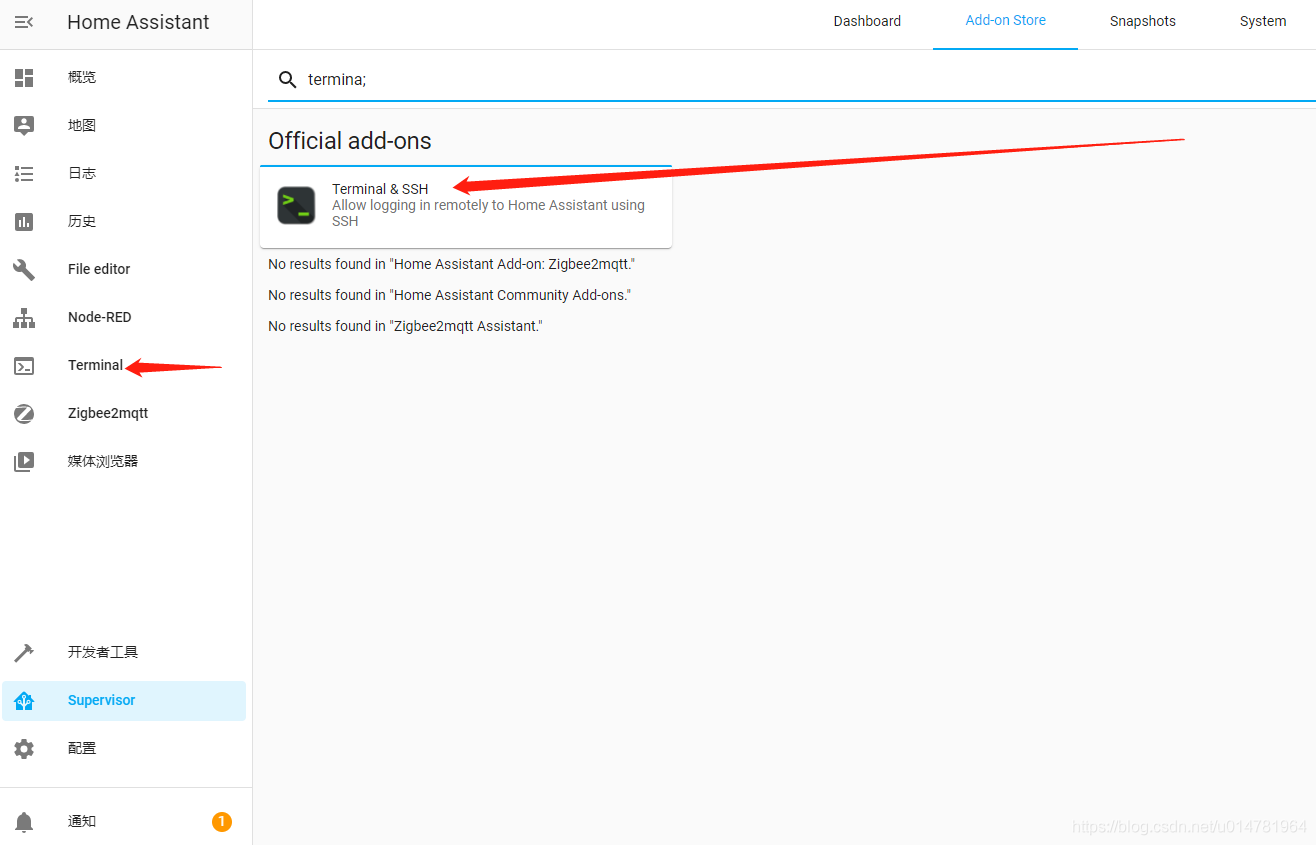 Home Assistant
Dashboard
Add-on Store
Snapshots
System
termina;
概览
地图
日志
历史
File editor
Node-RED
Terminal
Zigbee2mqtt
媒体浏览器
开发者工具
Supervisor
配置
通知
1
Official add-ons
Terminal & SSH
Allow logging in remotely to Home Assistant using
SSH
No results found in "Home Assistant Add-on: Zigbee2mqtt."
No results found in "Home Assistant Community Add-ons."
No results found in "Zigbee2mqtt Assistant."
https://blog.csdn.net/u014781964